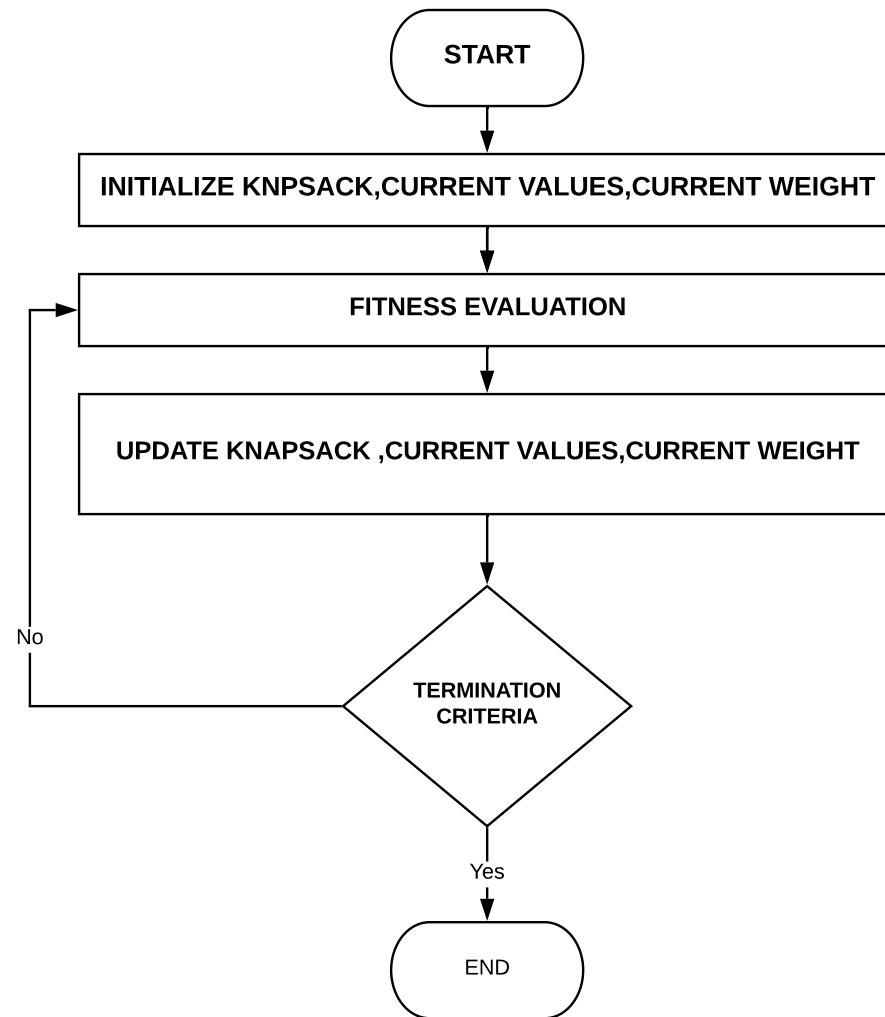 START
INITIALIZE KNPSACK,CURRENT VALUES,CURRENT WEIGHT
FITNESS EVALUATION
UPDATE KNAPSACK ,CURRENT VALUES,CURRENT WEIGHT
No
TERMINATION
CRITERIA
Yes
END